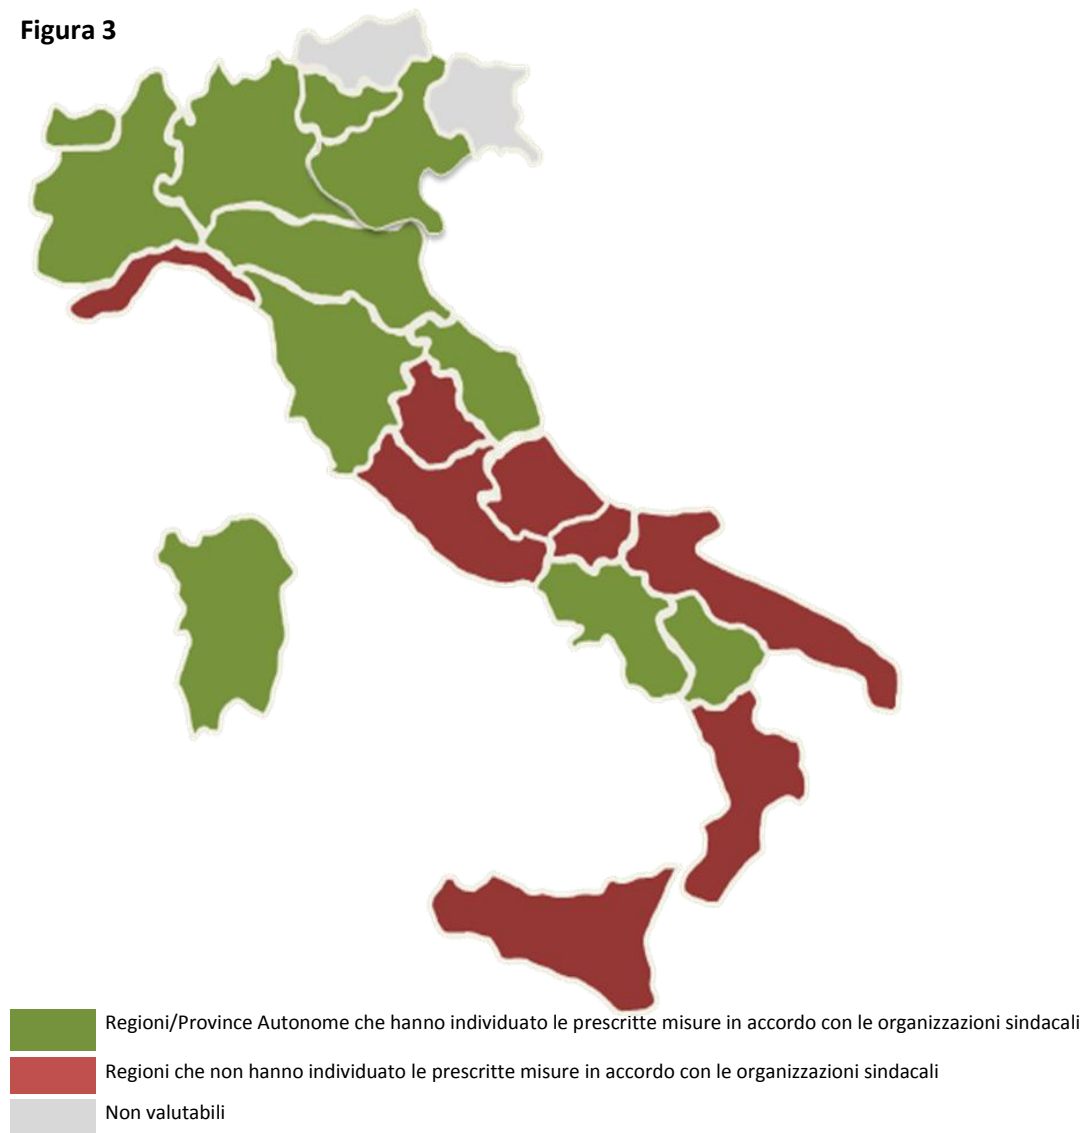 Figura 3
Regioni/Province Autonome che hanno individuato le prescritte misure in accordo con le organizzazioni sindacali
Regioni che non hanno individuato le prescritte misure in accordo con le organizzazioni sindacali
Non valutabili